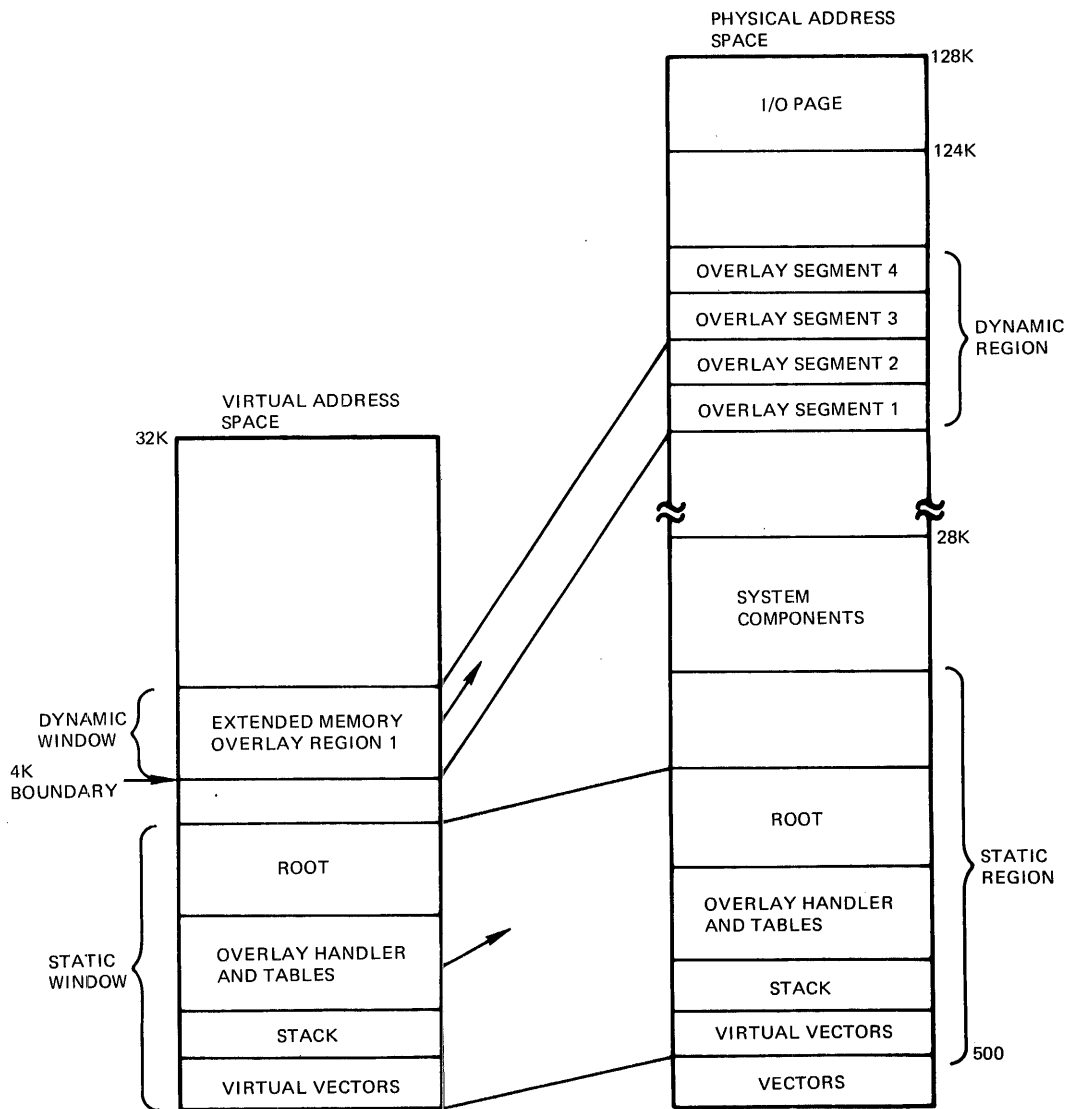 PHYSICAL ADDRESS
SPACE
128K
I/O PAGE
124K
OVERLAY SEGMENT 4
OVERLAY SEGMENT 3
OVERLAY SEGMENT 2
OVERLAY SEGMENT 1
DYNAMIC
REGION
28K
SYSTEM
COMPONENTS
ROOT
OVERLAY HANDLER
AND TABLES
STACK
VIRTUAL VECTORS
500
VECTORS
STATIC
REGION
VIRTUAL ADDRESS
SPACE
32K
DYNAMIC
WINDOW
EXTENDED MEMORY
OVERLAY REGION 1
4K
BOUNDARY
ROOT
OVERLAY HANDLER
AND TABLES
STATIC
WINDOW
STACK
VIRTUAL VECTORS